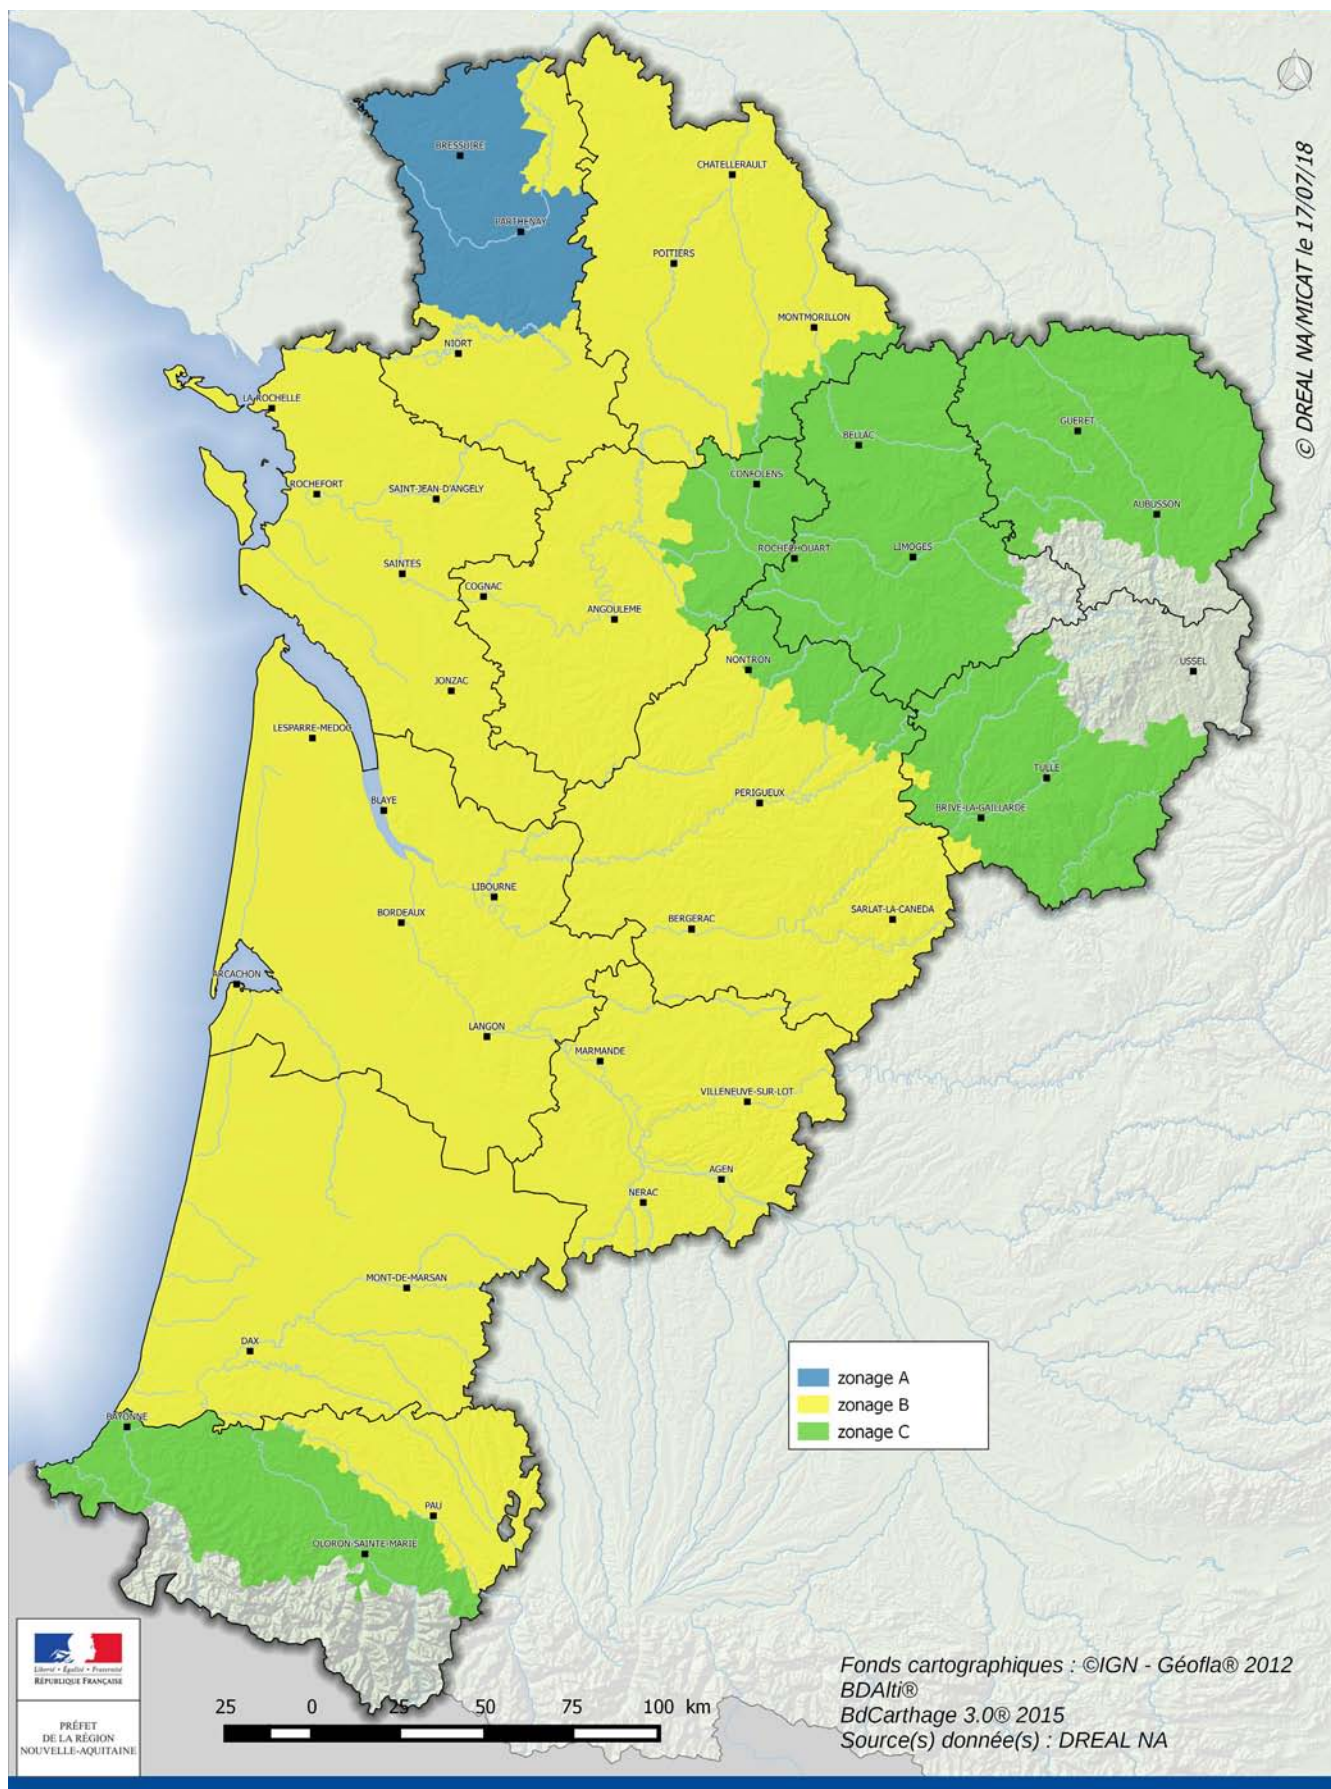 © DREAL NA/MICAT le 17/07/18
BRESSUIRE
CHATELLERAULT
PARTHENAY
POITIERS
MONTMORILLON
NIORT
LA ROCHELLE
GUERET
BELLAC
CONFOLENS
ROCHEFORT
SAINT-JEAN-D'ANGELY
AUBUSSON
ROCHECHOUART
LIMOGES
SAINTES
COGNAC
ANGOULEME
NONTRON
USSEL
JONZAC
LESPARRE-MEDOC
TULLE
PERIGUEUX
BLAYE
BRIVE-LA-GAILLARDE
LIBOURNE
BORDEAUX
BERGERAC
SARLAT-LA-CANEDA
ARCACHON
LANGON
MARMANDE
VILLENEUVE-SUR-LOT
AGEN
NERAC
MONT-DE-MARSAN
DAX
zonage A
zonage B
zonage C
BAYONNE
PAU
OLORON-SAINTE-MARIE
Liberté • Égalité • Fraternité
RÉPUBLIQUE FRANÇAISE
PRÉFET
DE LA RÉGION
NOUVELLE-AQUITAINE
25 0 25 50 75 100 km
Fonds cartographiques : ©IGN - Géofla® 2012
BDAlti®
BdCarthage 3.0® 2015
Source(s) donnée(s) : DREAL NA